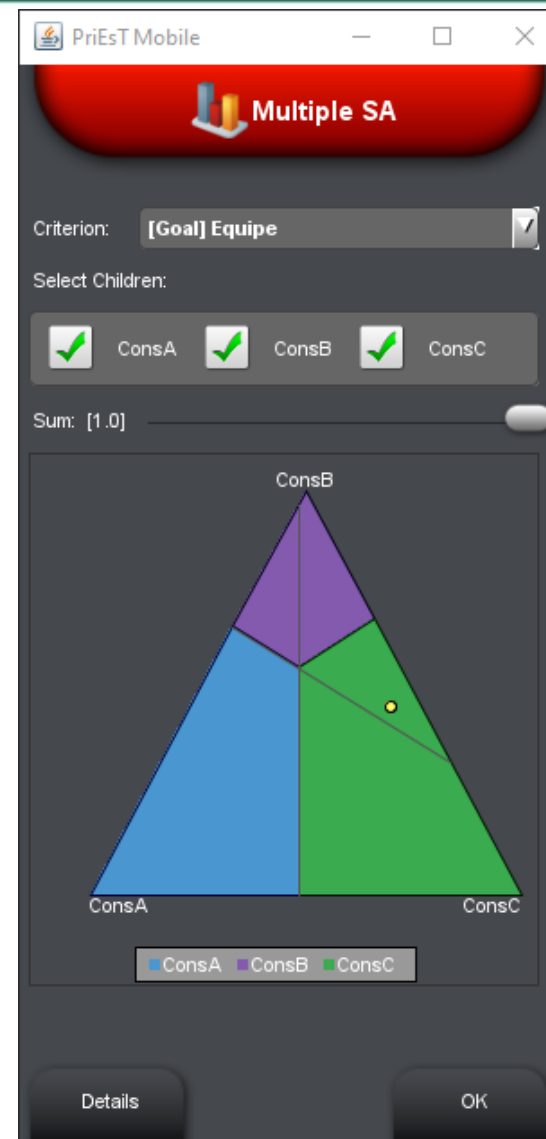 PriEsT Mobile
Multiple SA
Criterion: [Goal] Equipe
Select Children:
ConsA ConsB ConsC
Sum: [1.0]
ConsB
ConsA ConsC
ConsA ConsB ConsC
Details OK